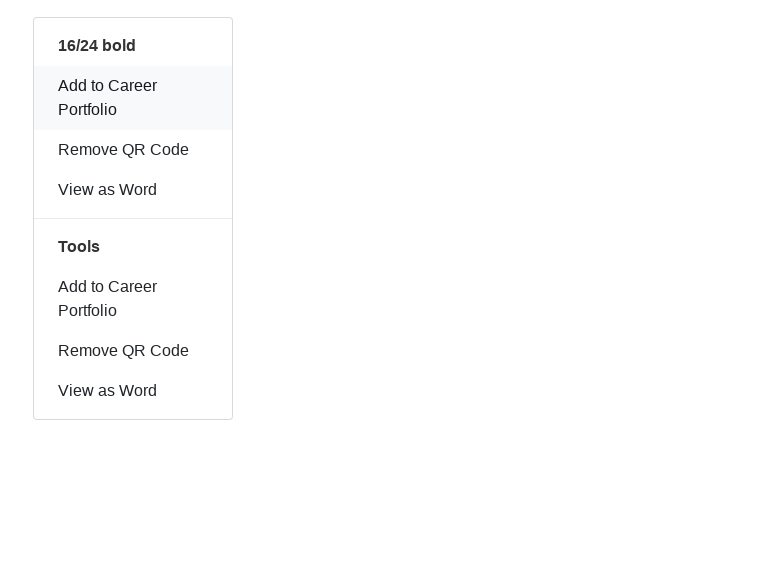 16/24 bold
Add to Career
Portfolio
Remove QR Code
View as Word
Tools
Add to Career
Portfolio
Remove QR Code
View as Word